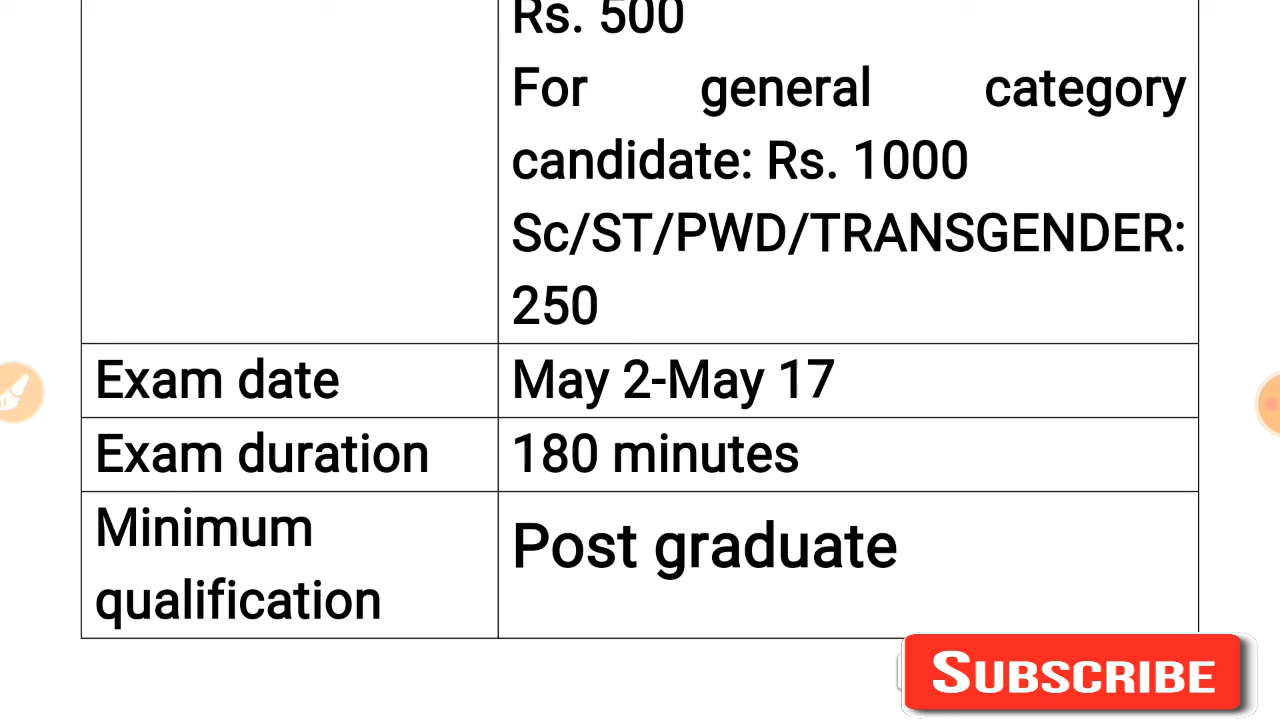 Rs. 500
For general category
candidate: Rs. 1000
Sc/ST/PWD/TRANSGENDER:
250
Exam date May 2-May 17
Exam duration 180 minutes
Minimum
qualification
Post graduate
SUBSCRIBE